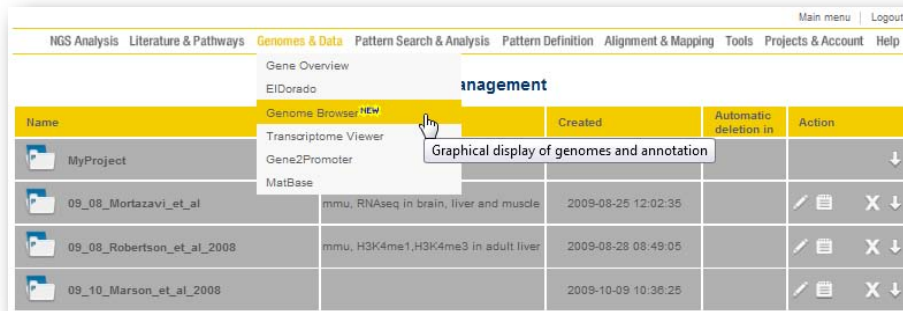 Main menu Logout
NGS Analysis Literature & Pathways Genomes & Data Pattern Search & Analysis Pattern Definition Alignment & Mapping Tools Projects & Account Help
Gene Overview
ElDorado
Genome Browser NEW
Transcriptome Viewer
Gene2Promoter
MatBase
anagement
Graphical display of genomes and annotation
Name Created Automatic deletion in Action
MyProject
09_08_Mortazavi_et_al mmu, RNAseq in brain, liver and muscle 2009-08-25 12:02:35
09_08_Robertson_et_al_2008 mmu, H3K4me1,H3K4me3 in adult liver 2009-08-28 08:49:05
09_10_Marson_et_al_2008 2009-10-09 10:36:25